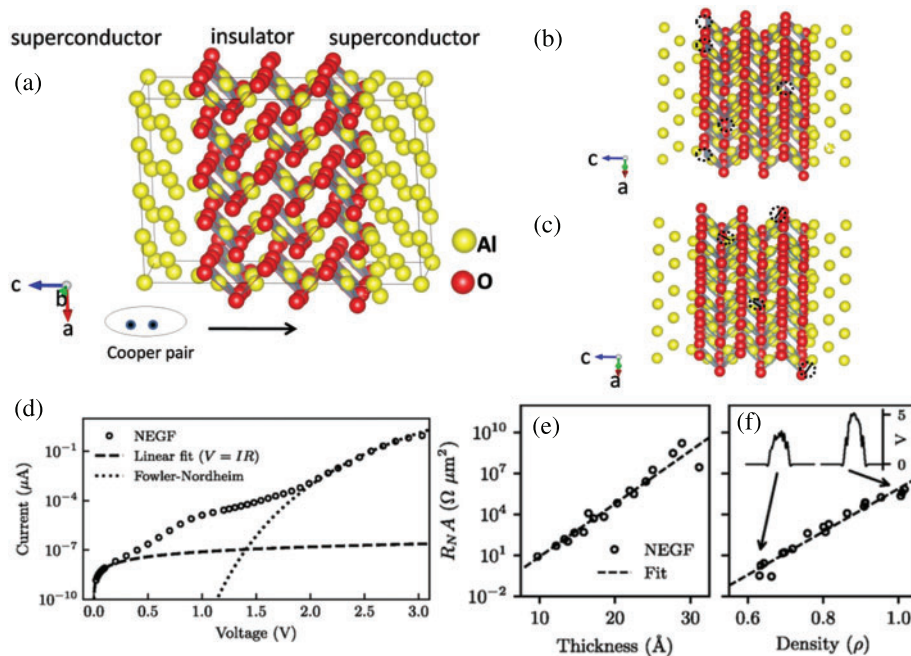 superconductor insulator superconductor
(a)
Al
O
c
b
a
Cooper pair
(b)
c
a
(c)
c
a
(d)
NEGF
Linear fit (V = IR)
Fowler-Nordheim
Current (μA)
10⁻¹
10⁻⁴
10⁻⁷
10⁻¹⁰
0.0 0.5 1.0 1.5 2.0 2.5 3.0
Voltage (V)
(e)
R_N A (Ω μm²)
10¹⁰
10⁷
10⁴
10¹
10⁻²
NEGF
Fit
10 20 30
Thickness (Å)
(f)
5
V
0
0.6 0.8 1.0
Density (ρ)